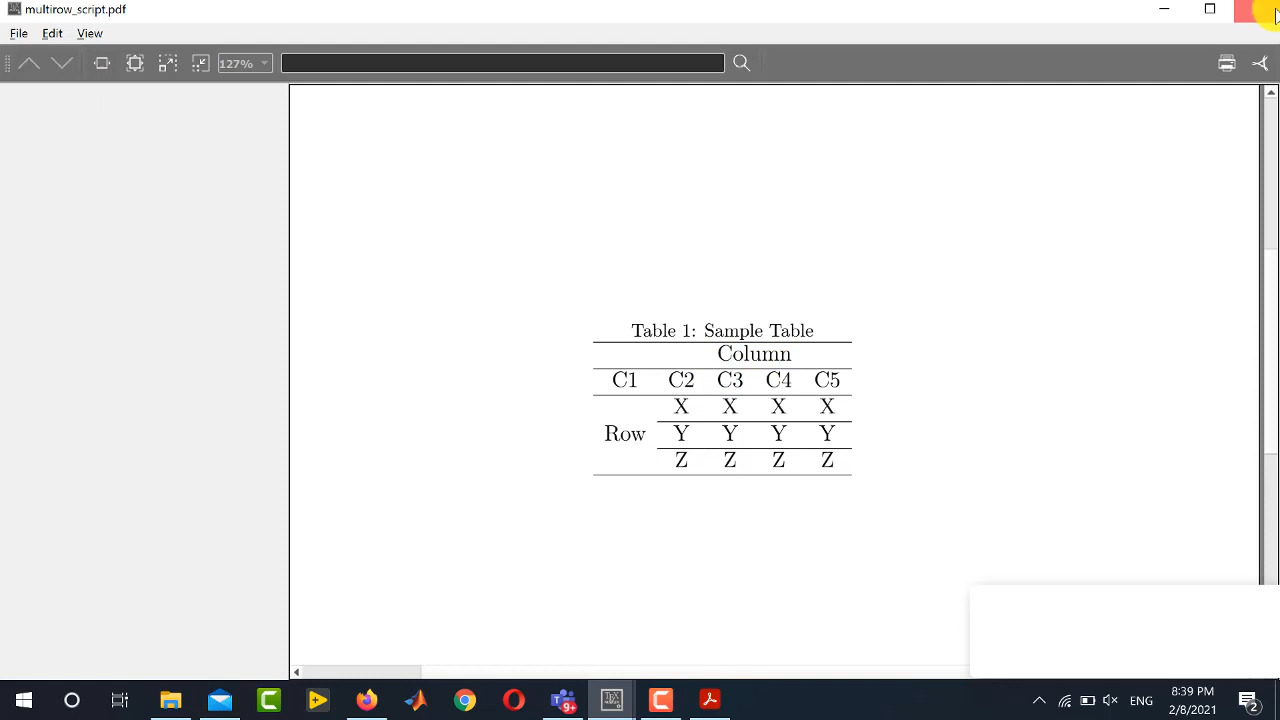 multirow_script.pdf
File Edit View
127%
Table 1: Sample Table
Column
C1 C2 C3 C4 C5
X X X X
Row Y Y Y Y
Z Z Z Z
9+
ENG
8:39 PM
2/8/2021
2